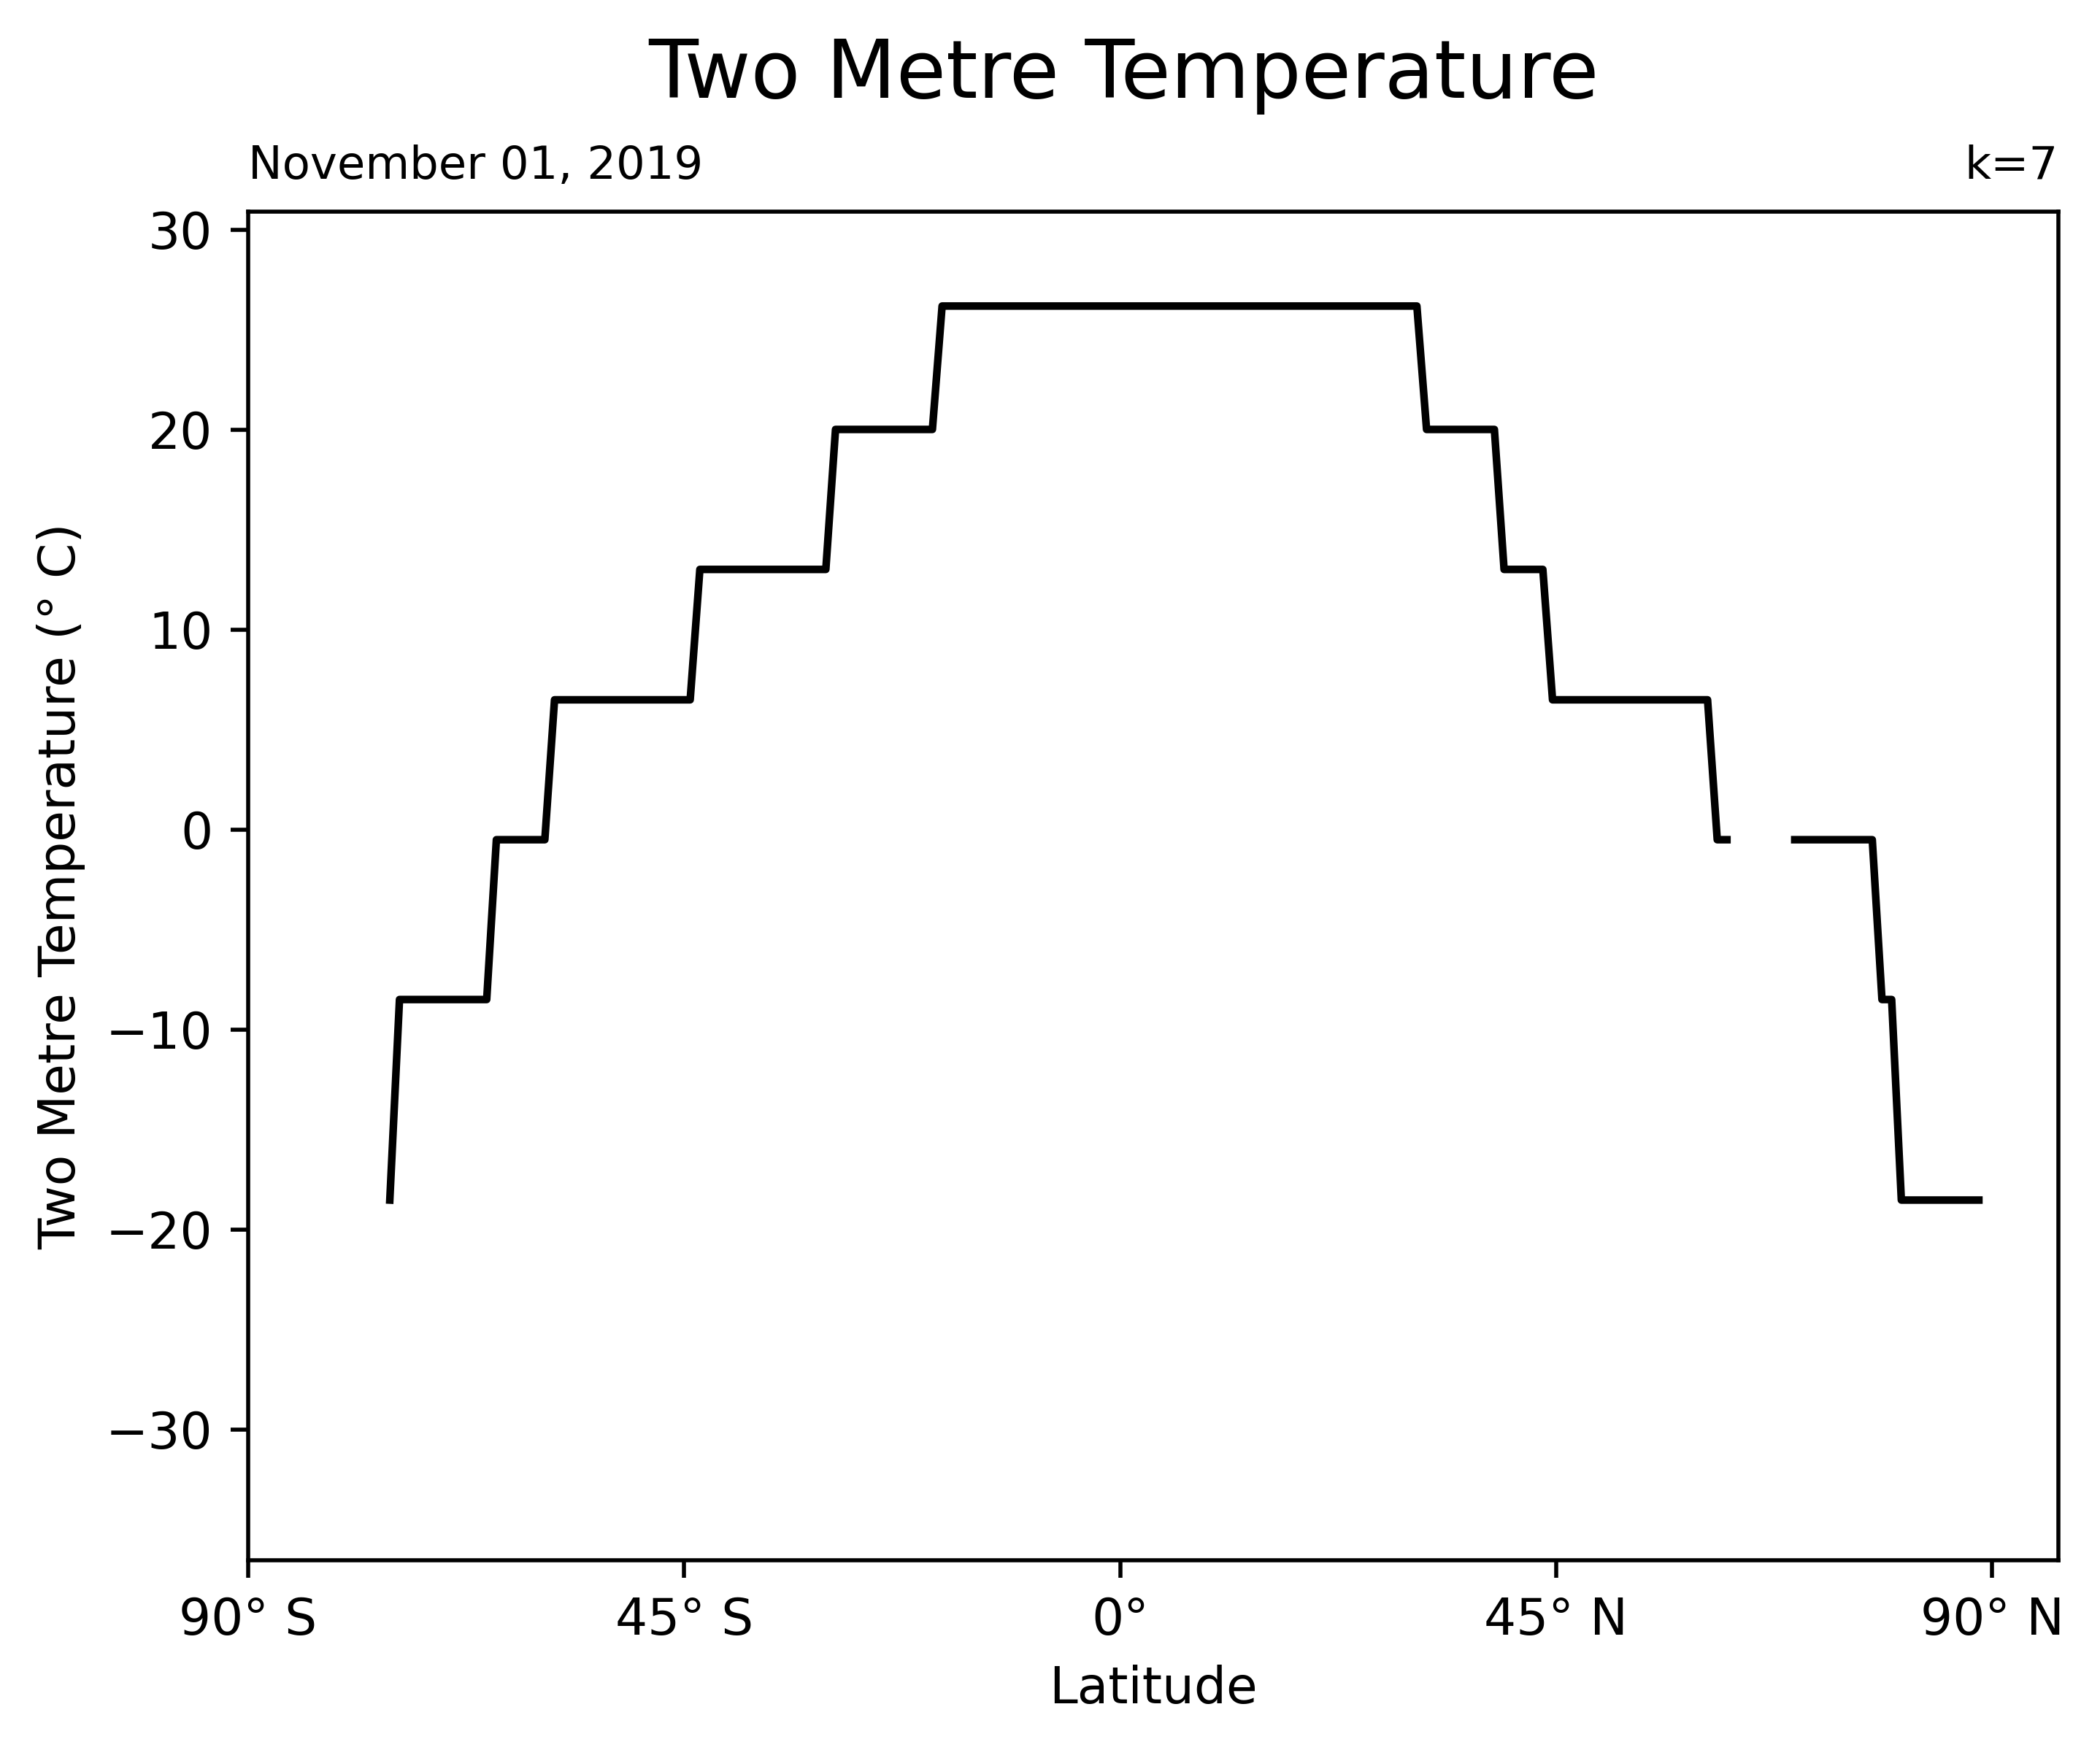 Two Metre Temperature
November 01, 2019 k=7
30
20
10
0
−10
−20
−30
Two Metre Temperature (° C)
90° S 45° S 0° 45° N 90° N
Latitude